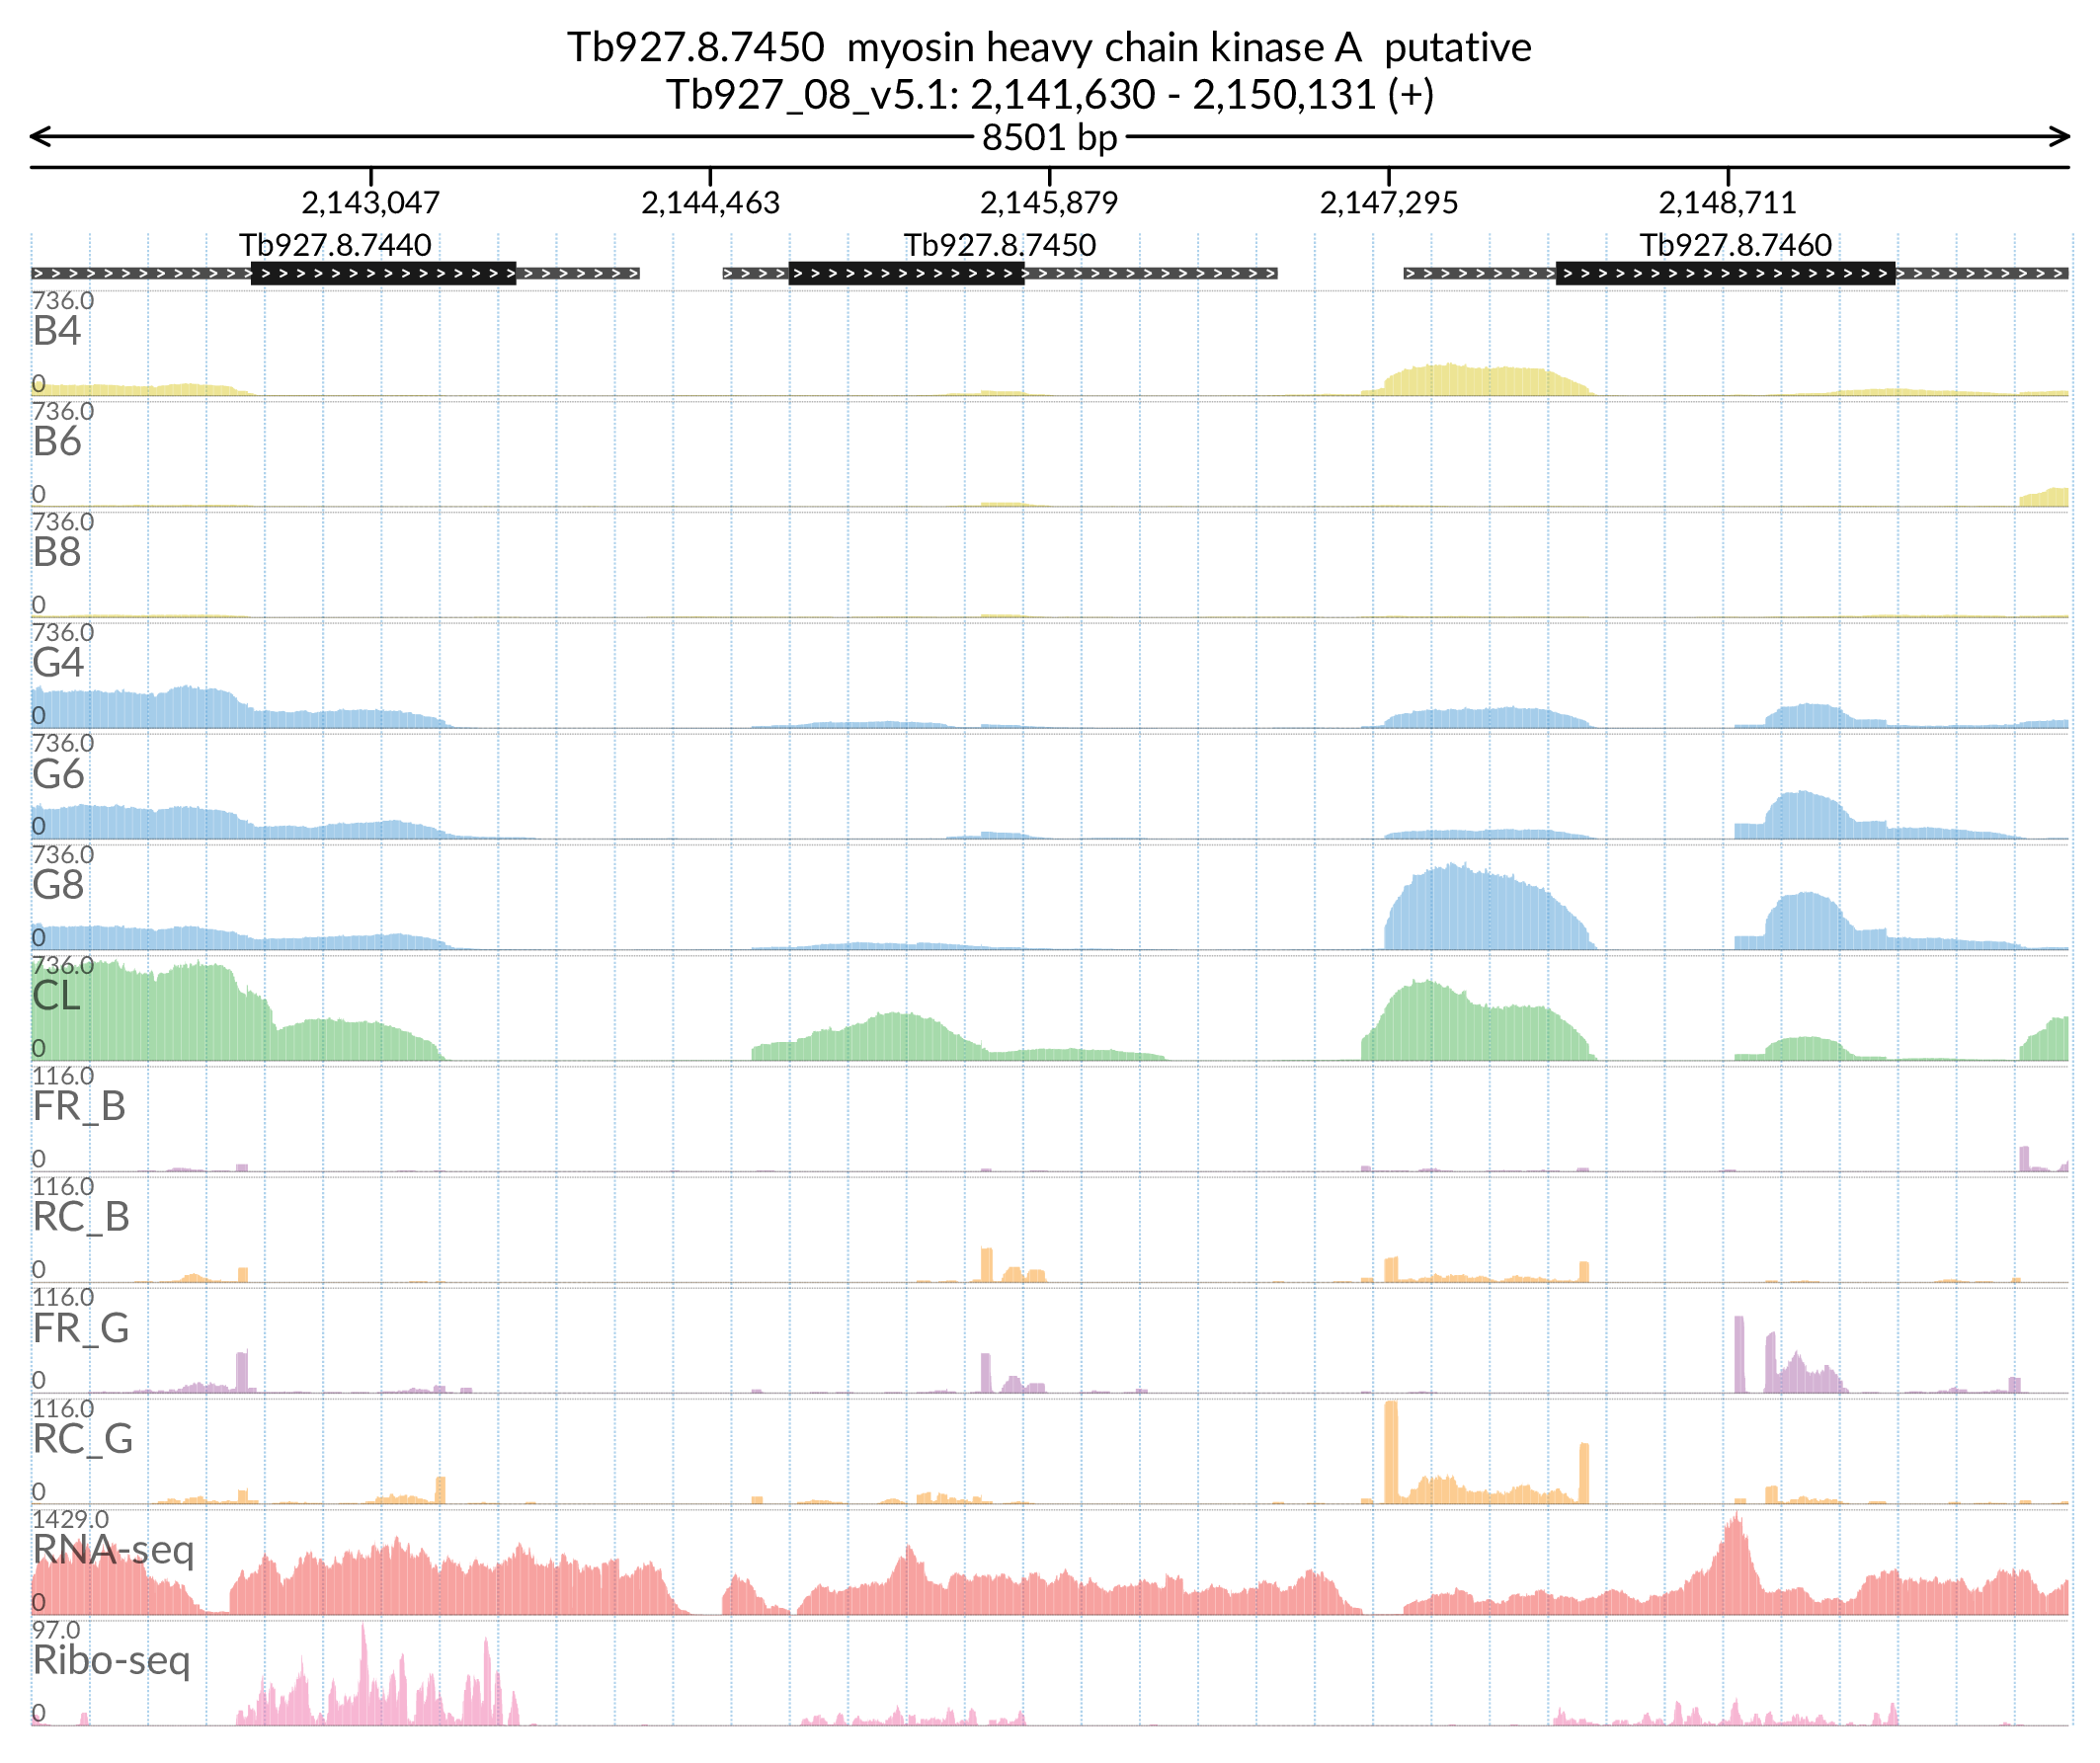 Tb927.8.7450  myosin heavy chain kinase A  putative
Tb927_08_v5.1: 2,141,630 - 2,150,131 (+)
8501 bp
2,143,047 2,144,463 2,145,879 2,147,295 2,148,711
Tb927.8.7440 Tb927.8.7450 Tb927.8.7460
736.0
B4
0
736.0
B6
0
736.0
B8
0
736.0
G4
0
736.0
G6
0
736.0
G8
0
736.0
CL
0
116.0
FR_B
0
116.0
RC_B
0
116.0
FR_G
0
116.0
RC_G
0
1429.0
RNA-seq
0
97.0
Ribo-seq
0